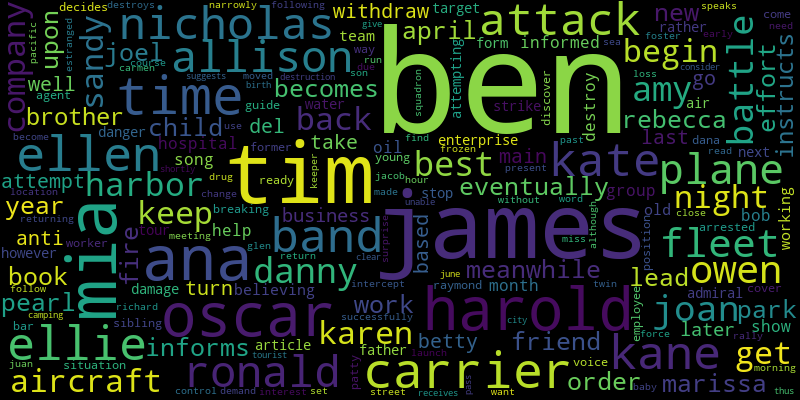 company
decides
destroys
narrowly
following
nicholas
withdraw
target
speaks
pacific
estranged
upon
sandy
joel
allison
team
april
attack
new
rather
early
give
form
informed
way
begin
come
need
foster
battle
effort
instructs
carmen
course
suggests
moved
destruction
sea
consider
well
agent
time
becomes
run
son
due
ben
squadron
attempting
discover
destroy
amy
go
loss
air
brother
birth
guide
water
strike
rebecca
danger
use
former
back
enterprise
past
last
dana
next
child
del
oil
main
hospital
find
frozen
present
read
become
shortly
song
take
young
best
kate
plane
ellen
tim
keeper
attempt
location
drug
ready
jacob
hour
eventually
group
night
harbor
change
made
unable
without
word
close
year
returning
keep
breaking
business
stop
james
old
bob
arrested
working
mia
tour
meeting
help
band
based
although
miss
position
fleet
anti
worker
glen
surprise
however
fire
ana
return
clear
meanwhile
book
danny
june
lead
owen
follow
damage
turn
believing
intercept
raymond
month
twin
admiral
cover
pearl
camping
richard
work
successfully
harold
city
employee
joan
park
oscar
sibling
karen
friend
betty
force
rally
later
show
bar
ellie
informs
article
father
voice
kane
get
juan
situation
tourist
patty
launch
carrier
morning
aircraft
ronald
control
demand
interest
set
street
receives
pass
want
order
baby
marissa
thus